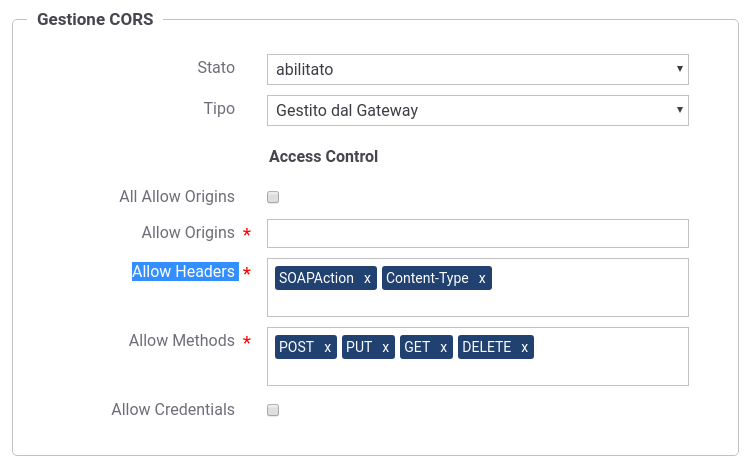 Gestione CORS
Stato abilitato
Tipo Gestito dal Gateway
Access Control
All Allow Origins
Allow Origins *
Allow Headers * SOAPAction x Content-Type x
Allow Methods * POST x PUT x GET x DELETE x
Allow Credentials